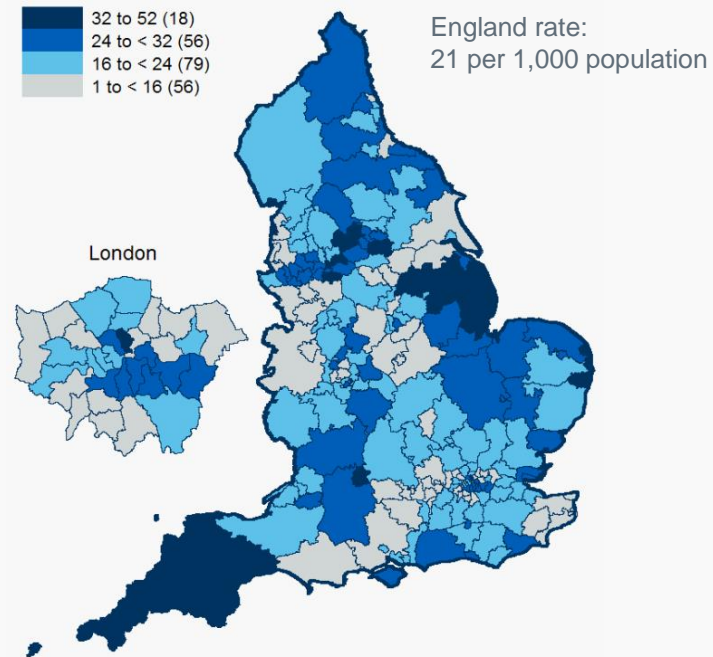 32 to 52 (18)
24 to < 32 (56)
16 to < 24 (79)
1 to < 16 (56)
England rate:
21 per 1,000 population
London